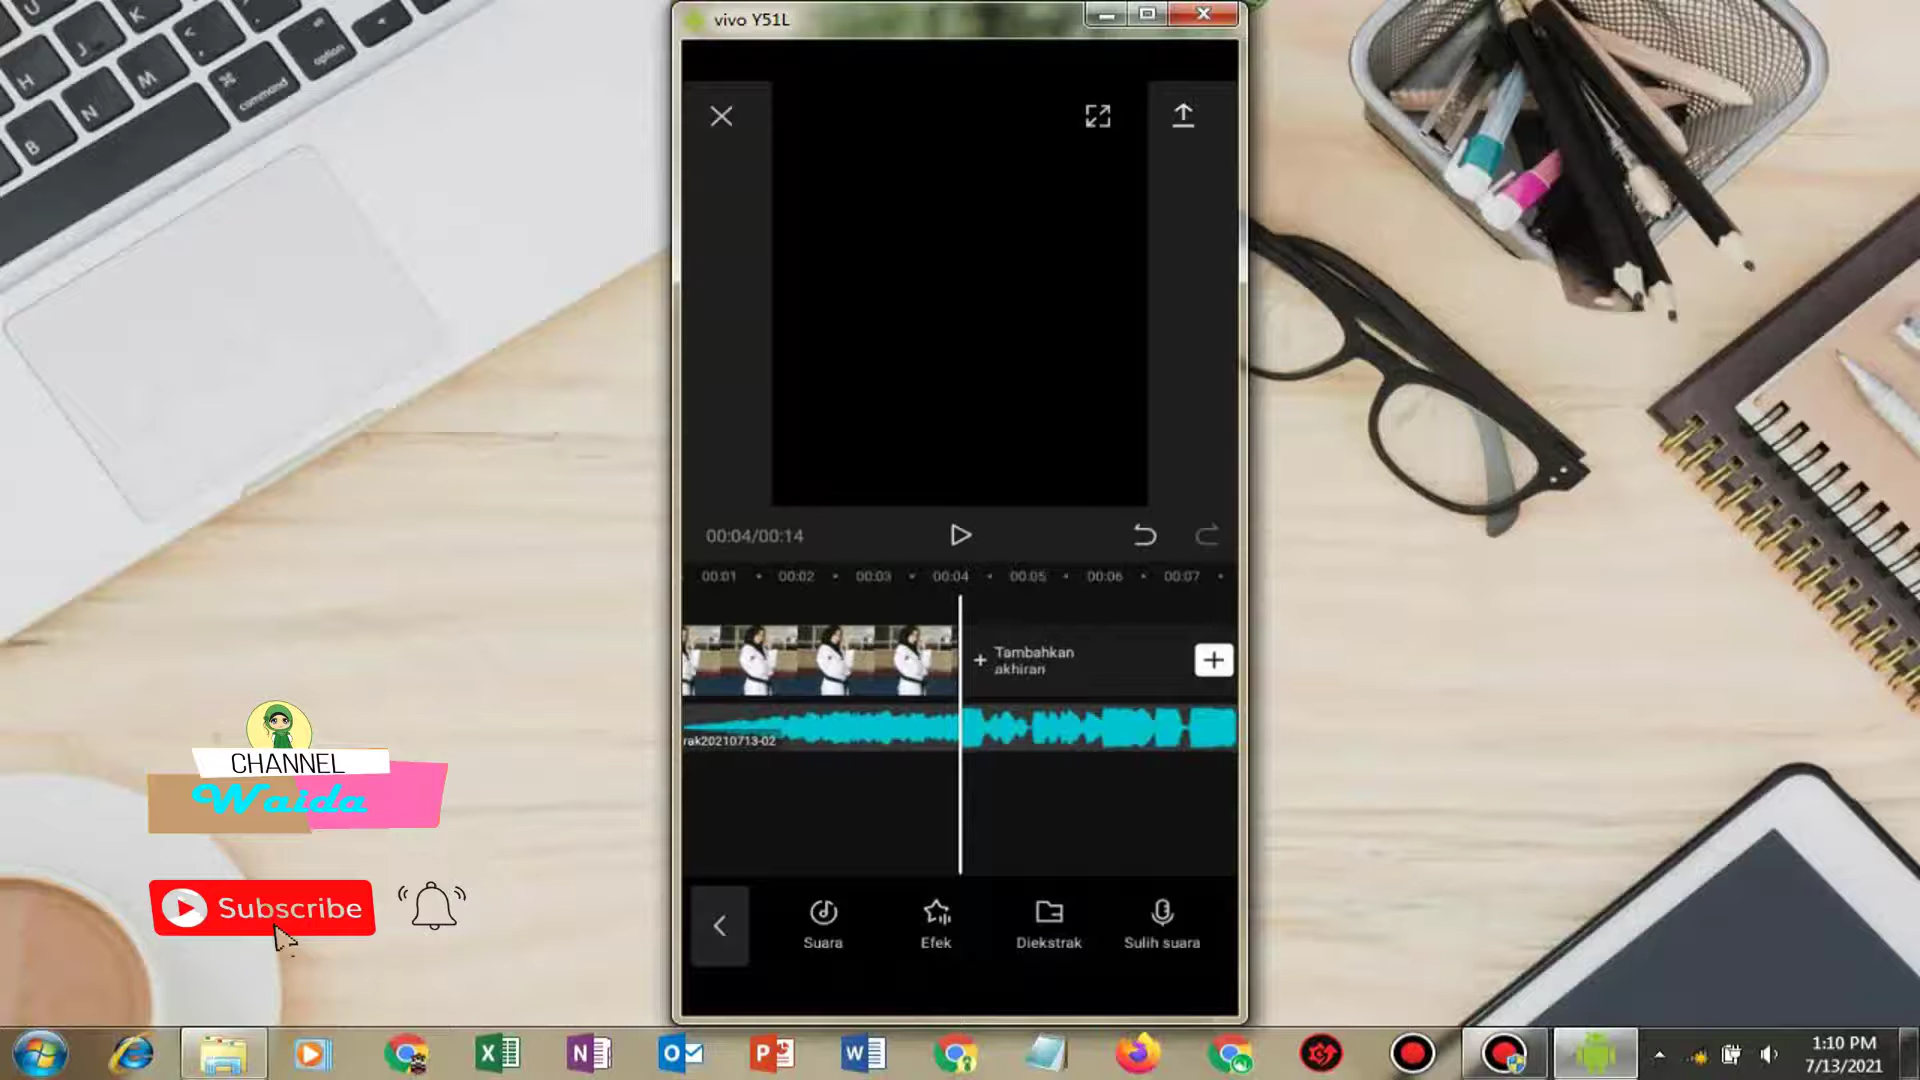 vivo Y51L
00:04/00:14
00:01 00:02 00:03 00:04 00:05 00:06 00:07
Tambahkan
akhiran
rak20210713-02
Suara Efek Diekstrak Sulih suara
CHANNEL
Waida
Subscribe
option
command
H
J
K
B
N
M
<
1:10 PM
7/13/2021